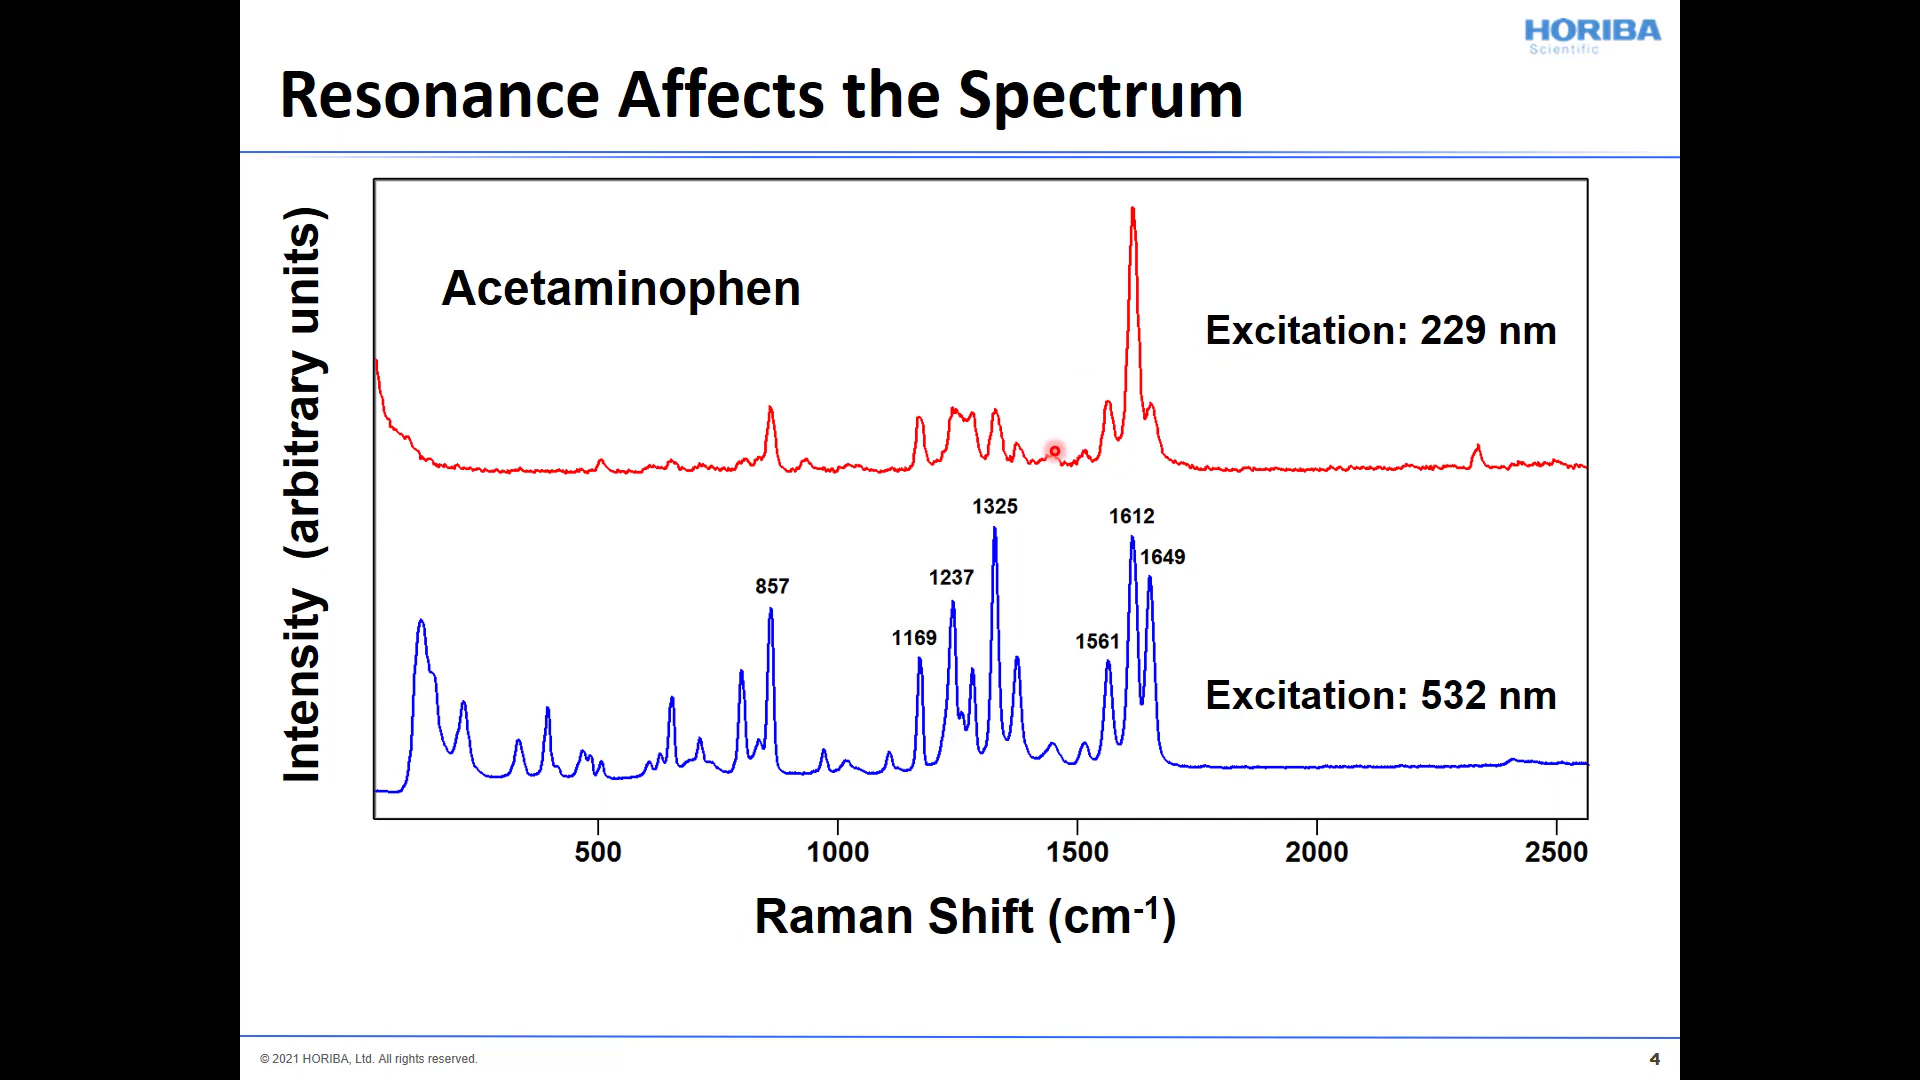 HORIBA
Scientific
Resonance Affects the Spectrum
Intensity (arbitrary units)
Acetaminophen
Excitation: 229 nm
1325
1612
1649
1237
857
1169
1561
Excitation: 532 nm
500 1000 1500 2000 2500
Raman Shift (cm⁻¹)
© 2021 HORIBA, Ltd. All rights reserved.
4